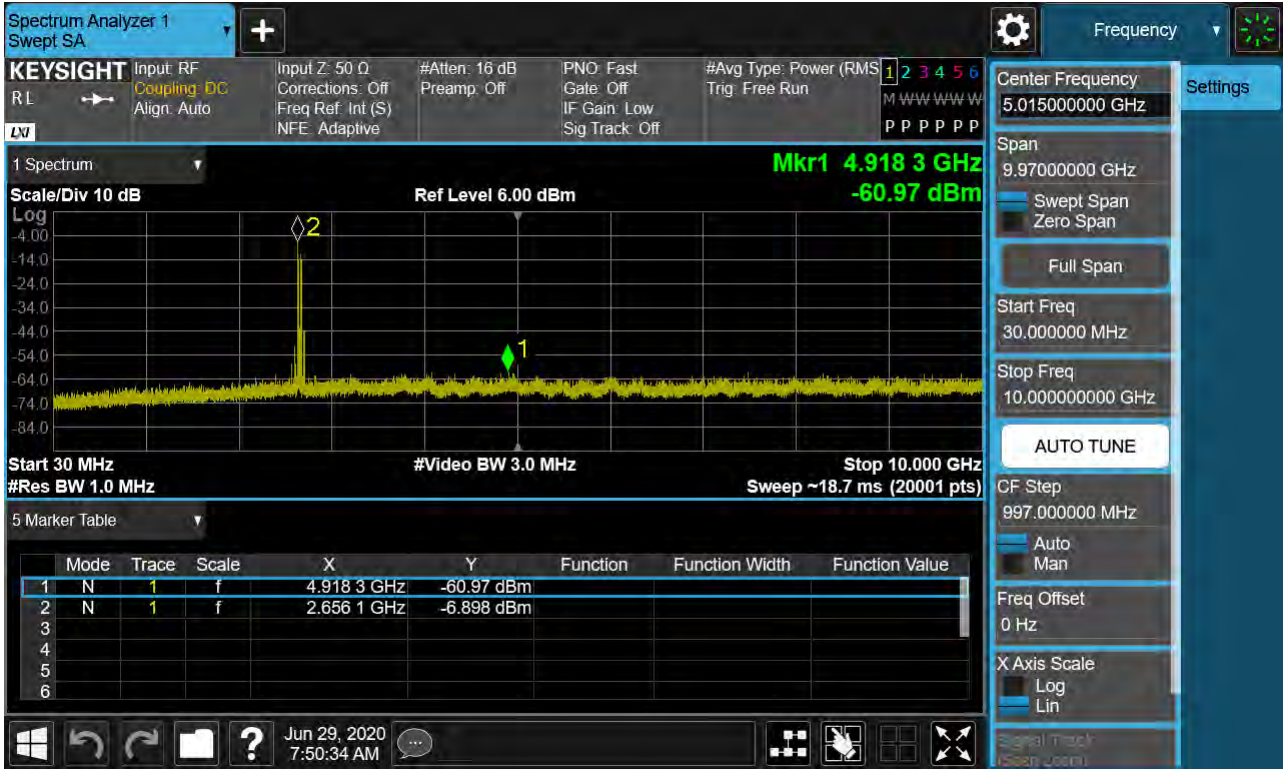 Spectrum Analyzer 1
Swept SA
+
Frequency
KEYSIGHT
R L
LXI
Input: RF
Coupling: DC
Align: Auto
Input Z: 50 Ω
Corrections: Off
Freq Ref: Int (S)
NFE: Adaptive
#Atten: 16 dB
Preamp: Off
PNO: Fast
Gate: Off
IF Gain: Low
Sig Track: Off
#Avg Type: Power (RMS
Trig: Free Run
1 2 3 4 5 6
M W W W W W
P P P P P P
1 Spectrum
Scale/Div 10 dB
Ref Level 6.00 dBm
Mkr1 4.918 3 GHz
-60.97 dBm
Log
-4.00
-14.0
-24.0
-34.0
-44.0
-54.0
-64.0
-74.0
-84.0
2
1
Start 30 MHz
#Video BW 3.0 MHz
Stop 10.000 GHz
#Res BW 1.0 MHz
Sweep ~18.7 ms (20001 pts)
5 Marker Table
Mode Trace Scale X Y Function Function Width Function Value
1 N 1 f 4.918 3 GHz -60.97 dBm
2 N 1 f 2.656 1 GHz -6.898 dBm
3
4
5
6
Center Frequency
5.015000000 GHz
Settings
Span
9.97000000 GHz
Swept Span
Zero Span
Full Span
Start Freq
30.000000 MHz
Stop Freq
10.000000000 GHz
AUTO TUNE
CF Step
997.000000 MHz
Auto
Man
Freq Offset
0 Hz
X Axis Scale
Log
Lin
Signal Track
(Span Zoom)
?
Jun 29, 2020
7:50:34 AM